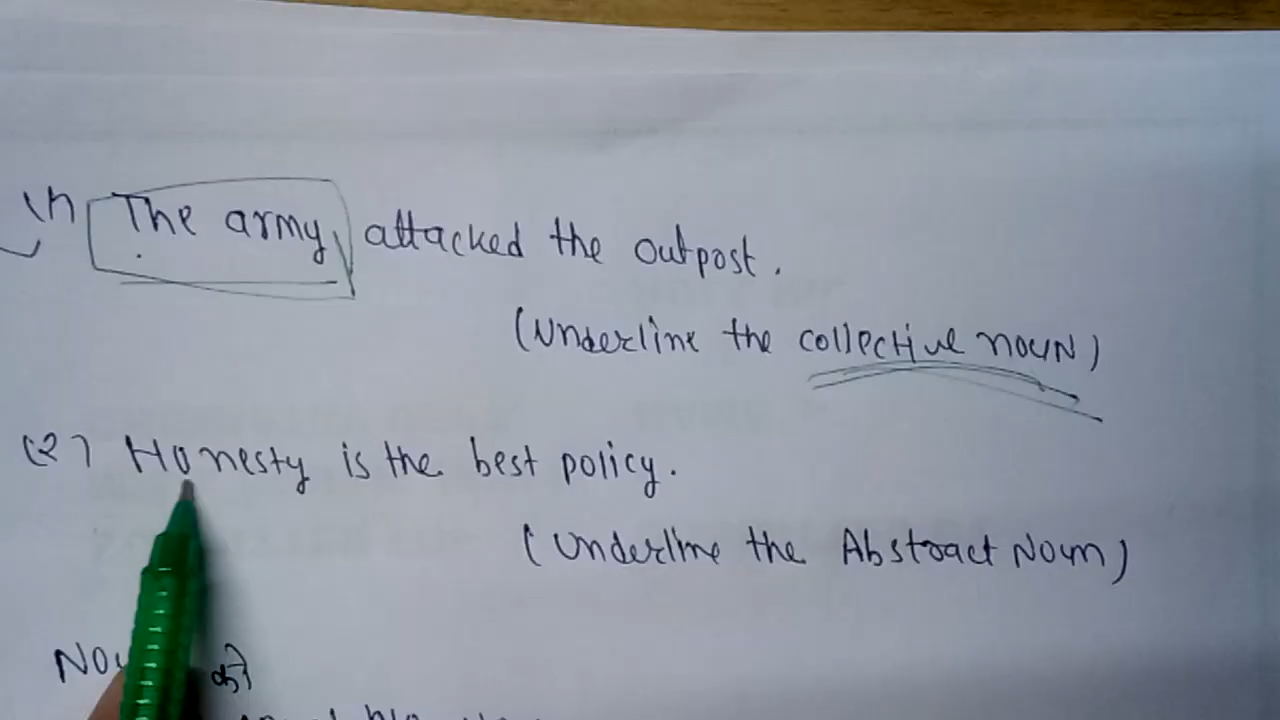 (1) The army attacked the outpost.
(Underline the collective noun)
(2) Honesty is the best policy.
(Underline the Abstract Noun)
को